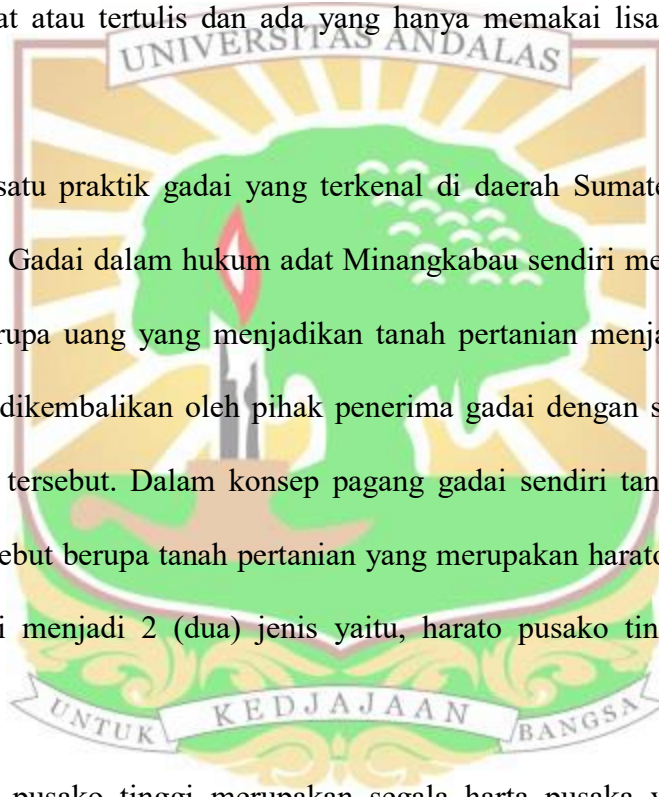 at atau tertulis dan ada yang hanya memakai lisa
UNIVERSITAS ANDALAS
satu praktik gadai yang terkenal di daerah Sumate
Gadai dalam hukum adat Minangkabau sendiri me
rupa uang yang menjadikan tanah pertanian menja
dikembalikan oleh pihak penerima gadai dengan s
tersebut. Dalam konsep pagang gadai sendiri tan
ebut berupa tanah pertanian yang merupakan harato
i menjadi 2 (dua) jenis yaitu, harato pusako tin
UNTUK KEDJAJAAN BANGSA
pusako tinggi merupakan segala harta pusaka y